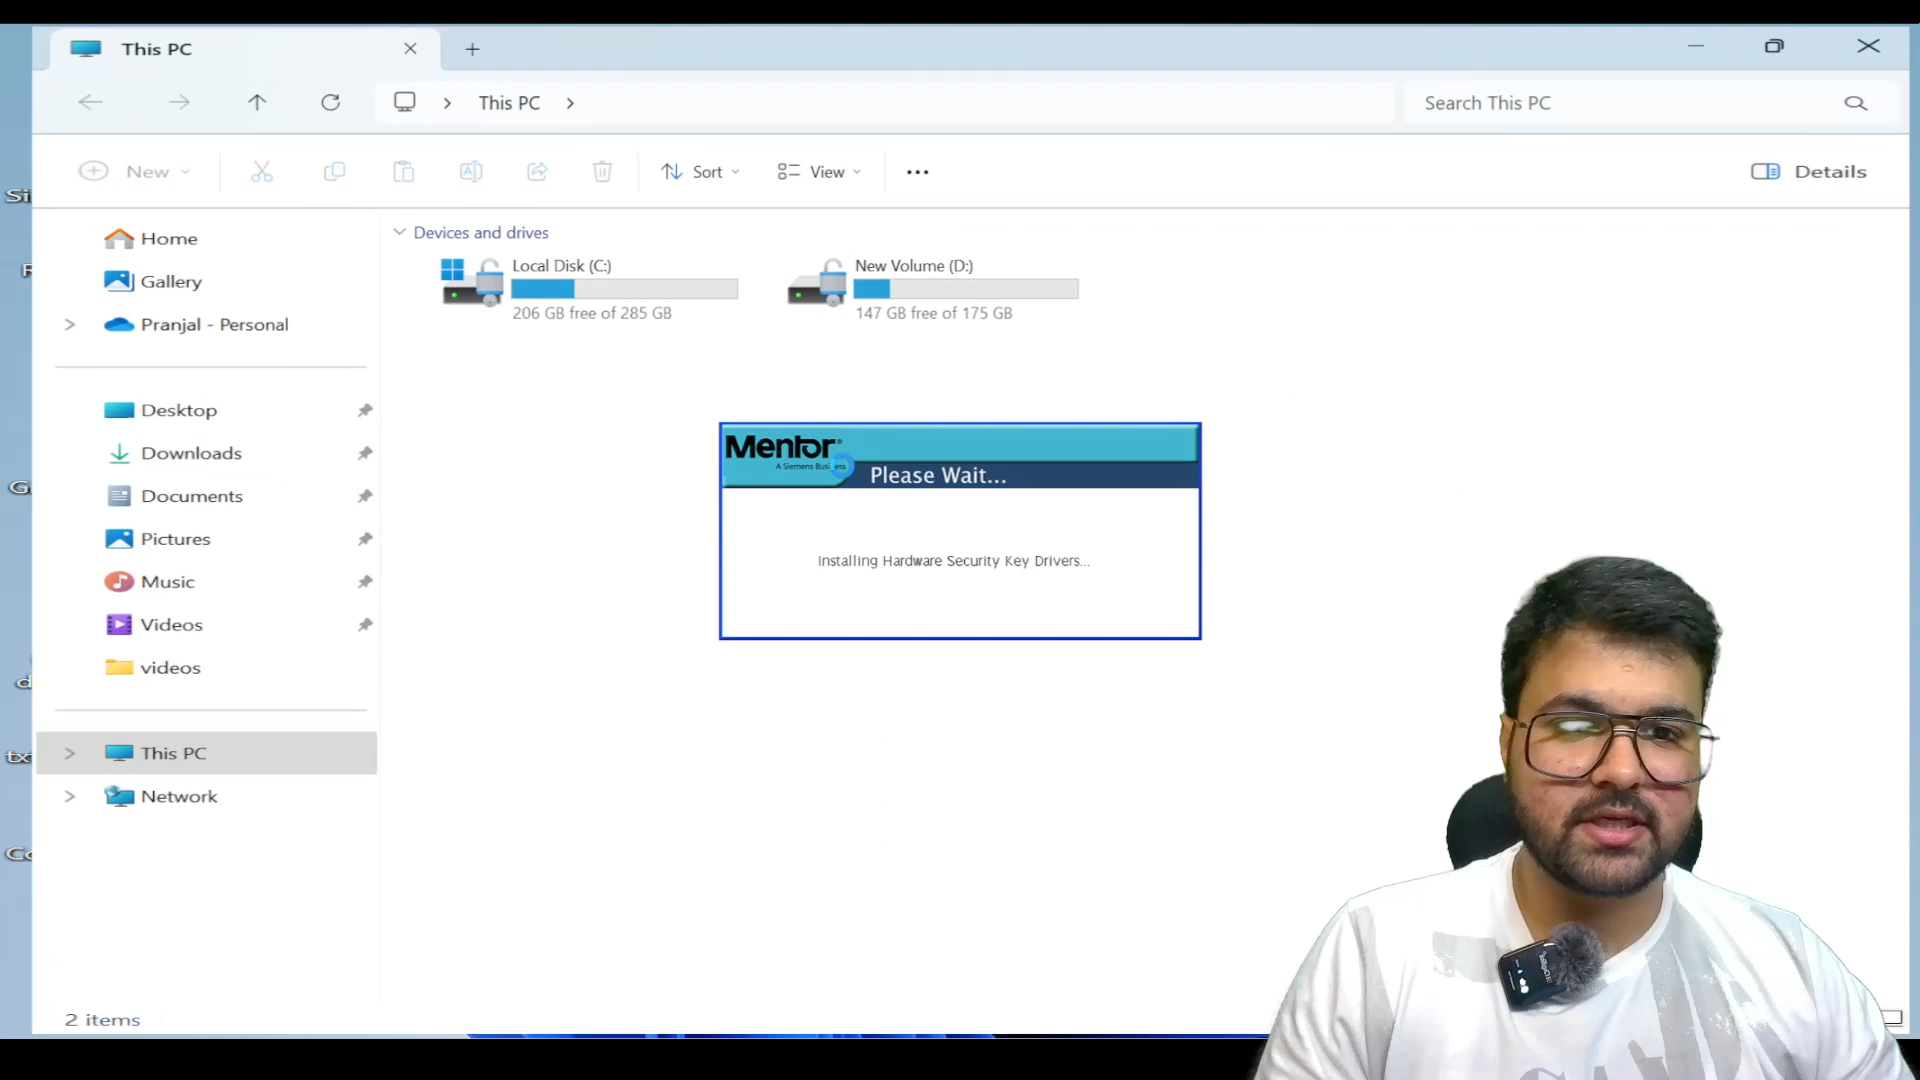 This PC
This PC
Search This PC
New
Sort
View
Details
Home
Gallery
Pranjal - Personal
Desktop
Downloads
Documents
Pictures
Music
Videos
videos
This PC
Network
Devices and drives
Local Disk (C:)
206 GB free of 285 GB
New Volume (D:)
147 GB free of 175 GB
Mentor
A Siemens Business
Please Wait...
Installing Hardware Security Key Drivers...
2 items